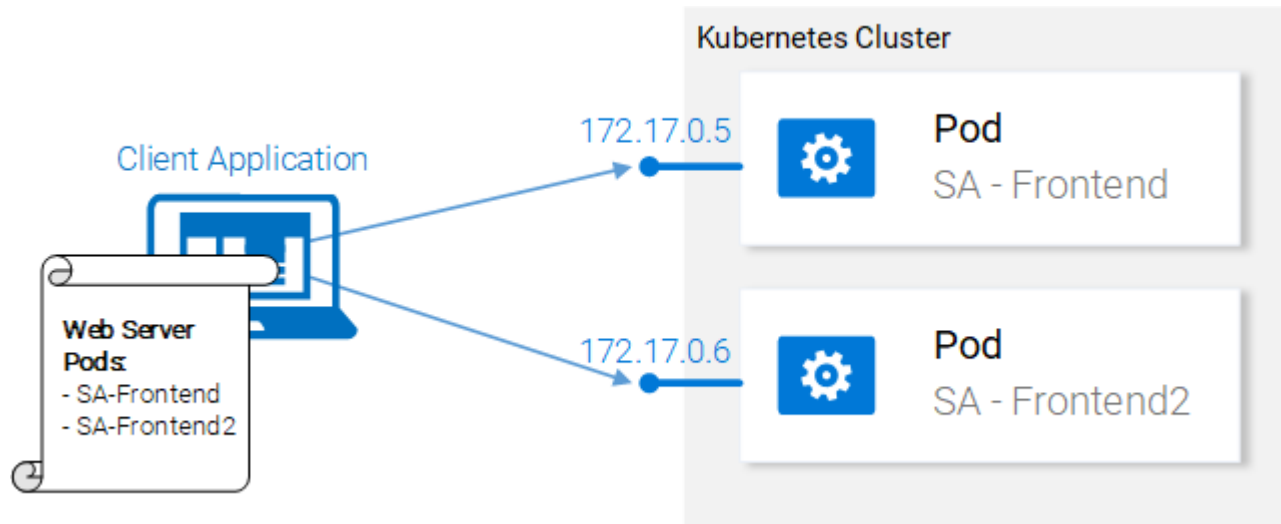 Kubernetes Cluster
Client Application
172.17.0.5
Pod
SA - Frontend
Web Server
Pods:
- SA-Frontend
- SA-Frontend2
172.17.0.6
Pod
SA - Frontend2